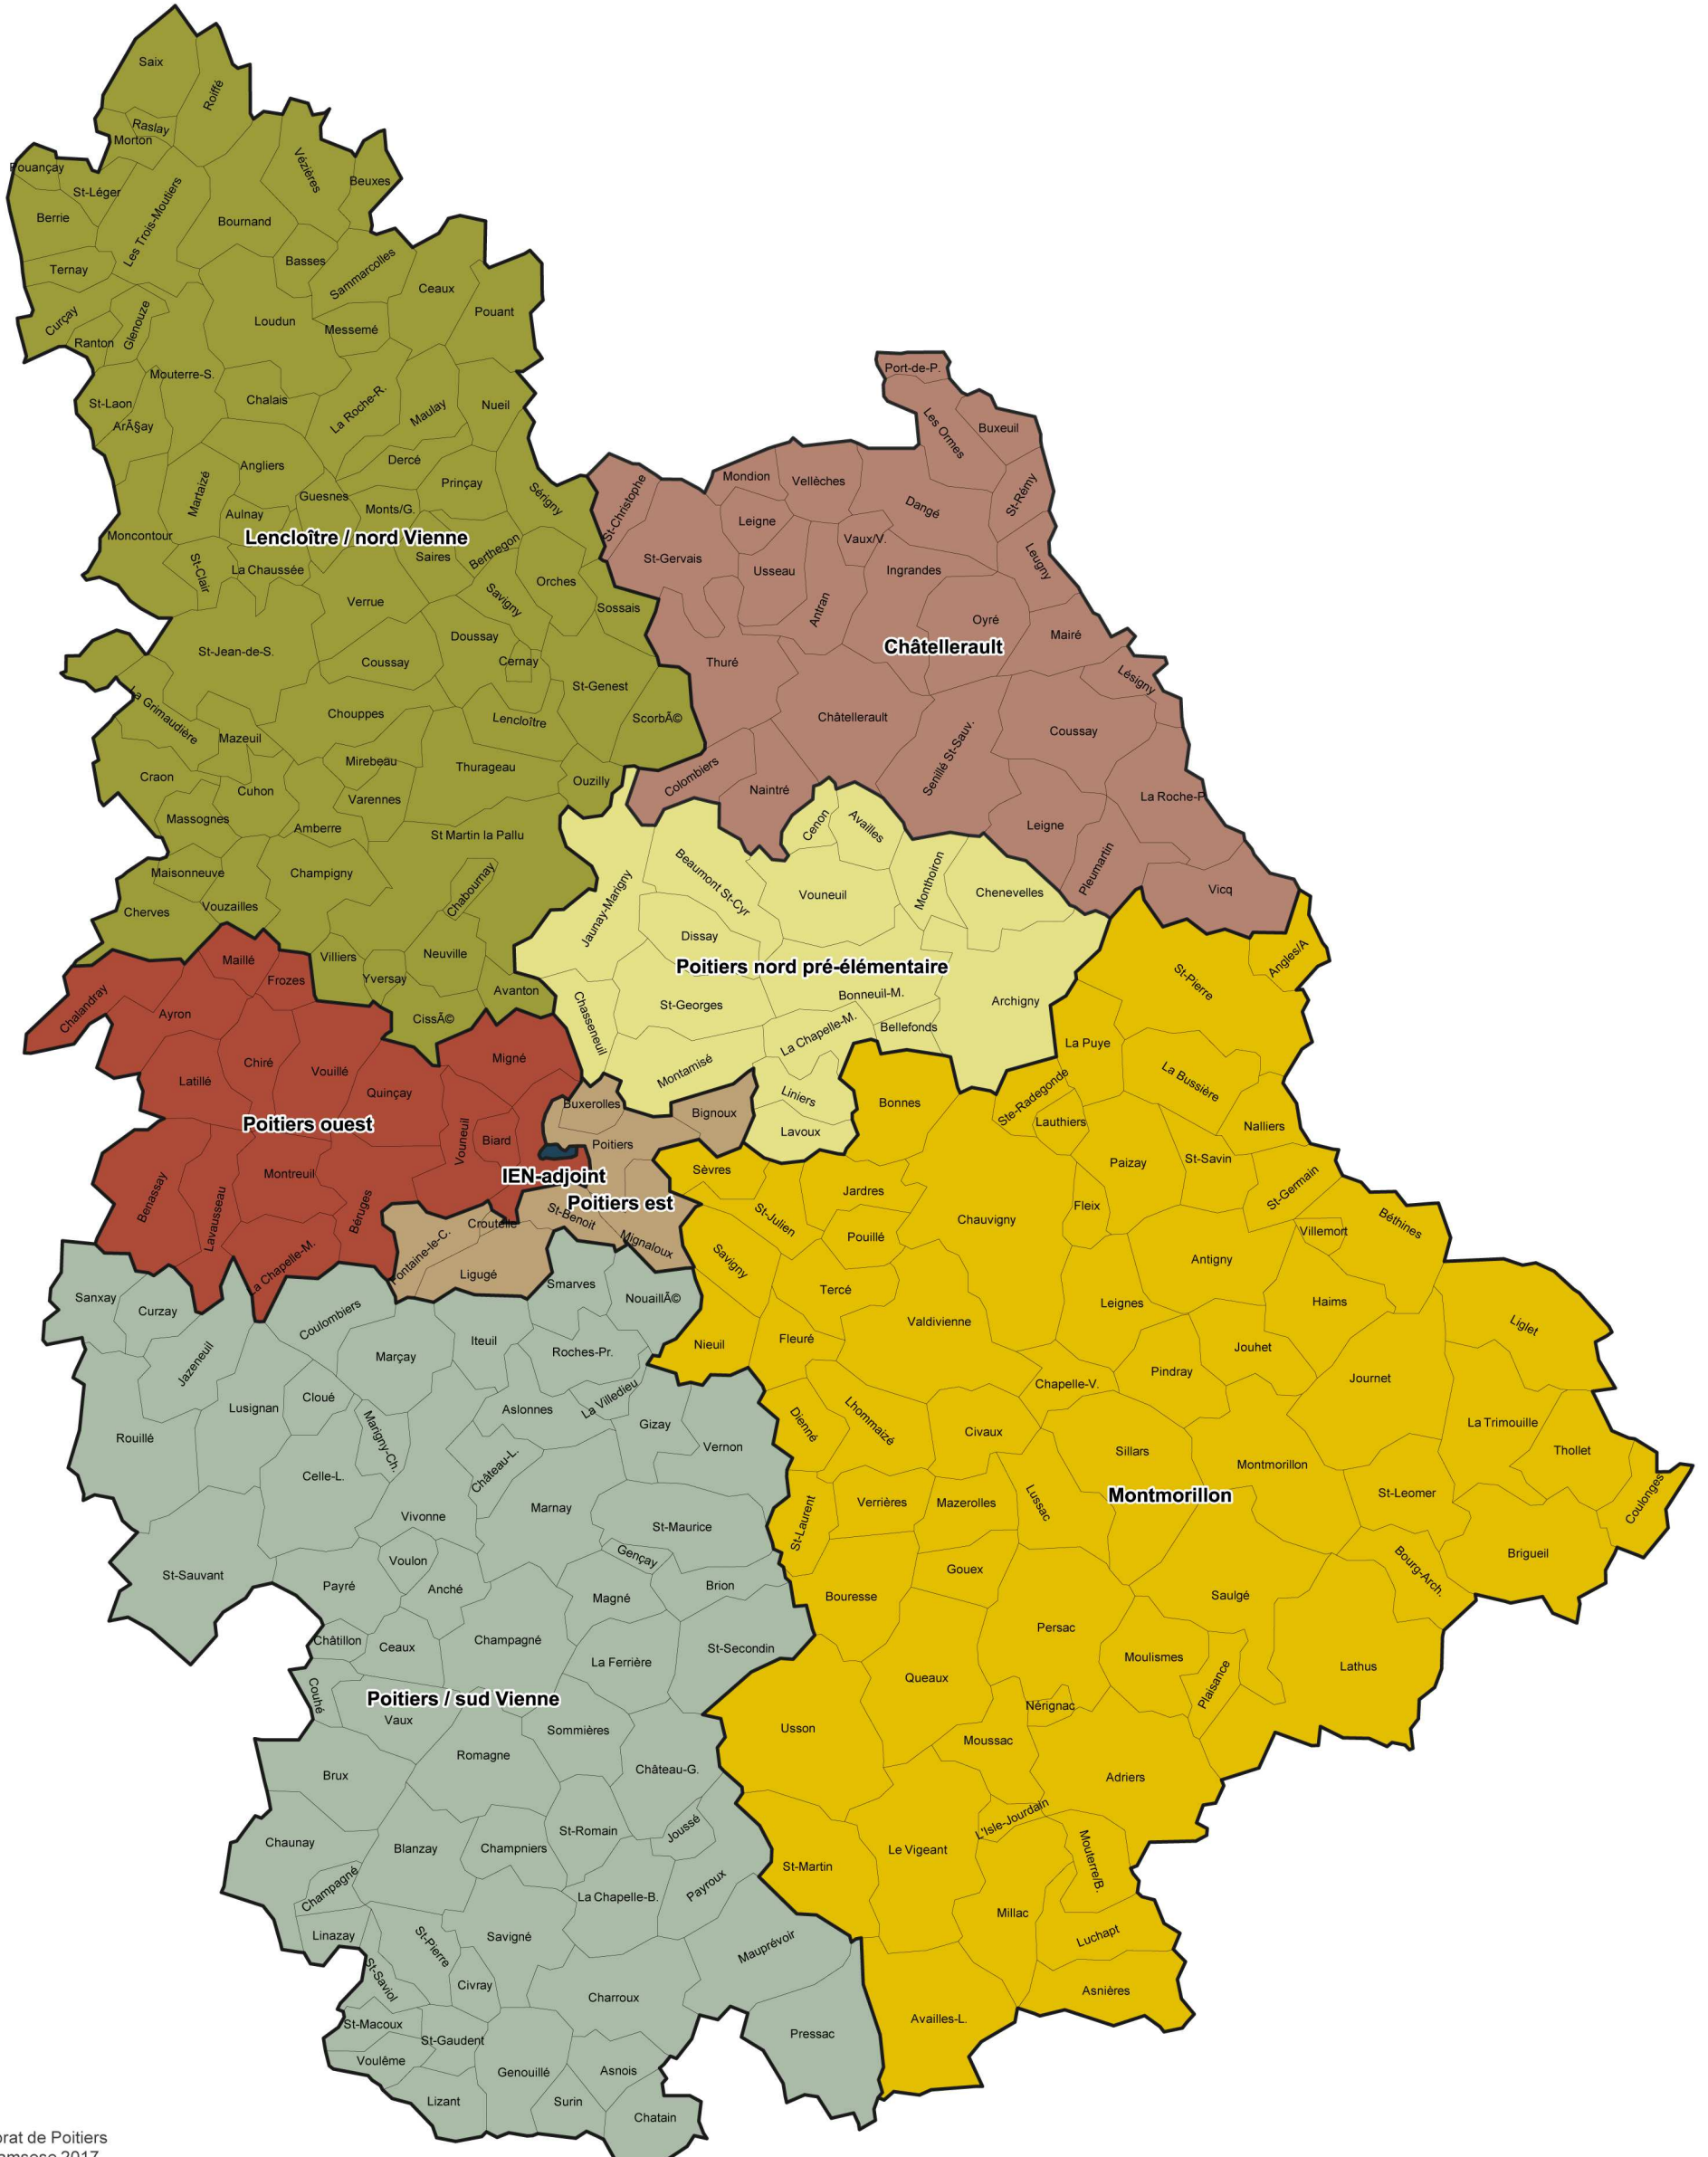 Saix
Roiffé
Raslay
Morton
Vézières
Pouançay
Beuxes
St-Léger
Berrie
Les Trois-Moutiers
Bournand
Basses
Ternay
Sammarcolles
Ceaux
Pouant
Curçay
Glenouze
Loudun
Messemé
Ranton
Mouterre-S.
Port-de-P.
St-Laon
Chalais
La Roche-R.
Maulay
Nueil
ArÃ§ay
Les Ormes
Buxeuil
Angliers
Dercé
Martaizé
Prinçay
Sérigny
St-Christophe
Mondion
Vellèches
Dangé
St-Rémy
Guesnes
Aulnay
Monts/G.
Leigne
Moncontour
Lencloître / nord Vienne
Vaux/V.
St-Gervais
Saires
Berthegon
Leugny
St-Clair
La Chaussée
Usseau
Ingrandes
Orches
Savigny
Verrue
Sossais
Antran
Oyré
Doussay
Mairé
St-Jean-de-S.
Châtellerault
Coussay
Cernay
Thuré
Lésigny
St-Genest
La Grimaudière
Chouppes
Lencloître
ScorbÃ©
Châtellerault
Coussay
Mazeuil
Senillé St-Sauv.
Mirebeau
Thurageau
Ouzilly
Colombiers
Craon
Cuhon
Naintré
La Roche-P
Varennes
Massognes
Amberre
St Martin la Pallu
Cenon
Availles
Leigne
Maisonneuve
Champigny
Chabournay
Beaumont St-Cyr
Vouneuil
Monthoiron
Chenevelles
Pleumartin
Vicq
Cherves
Vouzailles
Jaunay-Marigny
Dissay
Villiers
Neuville
Maillé
Frozes
Yversay
Poitiers nord pré-élémentaire
St-Pierre
Angles/A
Chalandray
Ayron
Avanton
Chasseneuil
St-Georges
Bonneuil-M.
Archigny
CissÃ©
La Chapelle-M.
Bellefonds
La Puye
Chiré
Vouillé
Migné
Montamisé
Latillé
Quinçay
La Bussière
Liniers
Bonnes
Ste-Radegonde
Buxerolles
Bignoux
Lauthiers
Poitiers ouest
Lavoux
Nalliers
Vouneuil
Biard
Poitiers
Paizay
St-Savin
Montreuil
IEN-adjoint
Sèvres
Benassay
Jardres
St-Germain
Lavausseau
Béruges
Poitiers est
Fleix
St-Julien
Chauvigny
Croutelle
St-Benoit
Pouillé
Villemort
Béthines
Mignaloux
Fontaine-le-C.
Savigny
Antigny
La Chapelle-M.
Ligugé
Smarves
Tercé
Sanxay
NouaillÃ©
Leignes
Haims
Curzay
Coulombiers
Valdivienne
Liglet
Iteuil
Fleuré
Nieuil
Jazeneuil
Marçay
Roches-Pr.
Jouhet
Pindray
Journet
Chapelle-V.
Cloué
La Villedieu
Lusignan
Aslonnes
Gizay
Dienné
Lhommaizé
La Trimouille
Rouillé
Marigny-Ch.
Vernon
Civaux
Sillars
Thollet
Celle-L.
Château-L.
Montmorillon
Montmorillon
St-Leomer
Coulonges
Verrières
Mazerolles
Lussac
Marnay
Vivonne
St-Laurent
St-Maurice
Gençay
Brigueil
Voulon
Gouex
Bourg-Arch.
St-Sauvant
Payré
Anché
Magné
Brion
Bouresse
Saulgé
Persac
Châtillon
Ceaux
Champagné
St-Secondin
La Ferrière
Moulismes
Lathus
Queaux
Plaisance
Couhé
Poitiers / sud Vienne
Nérignac
Vaux
Sommières
Usson
Moussac
Romagne
Château-G.
Brux
Adriers
L'Isle-Jourdain
St-Romain
Joussé
Chaunay
Blanzay
Champniers
Le Vigeant
Mouterre/B.
St-Martin
Champagné
La Chapelle-B.
Payroux
Millac
Linazay
St-Pierre
Savigné
Mauprévoir
Luchapt
St-Saviol
Civray
Charroux
Asnières
St-Macoux
Availles-L.
St-Gaudent
Pressac
Voulême
Genouillé
Asnois
Lizant
Surin
Chatain
orat de Poitiers